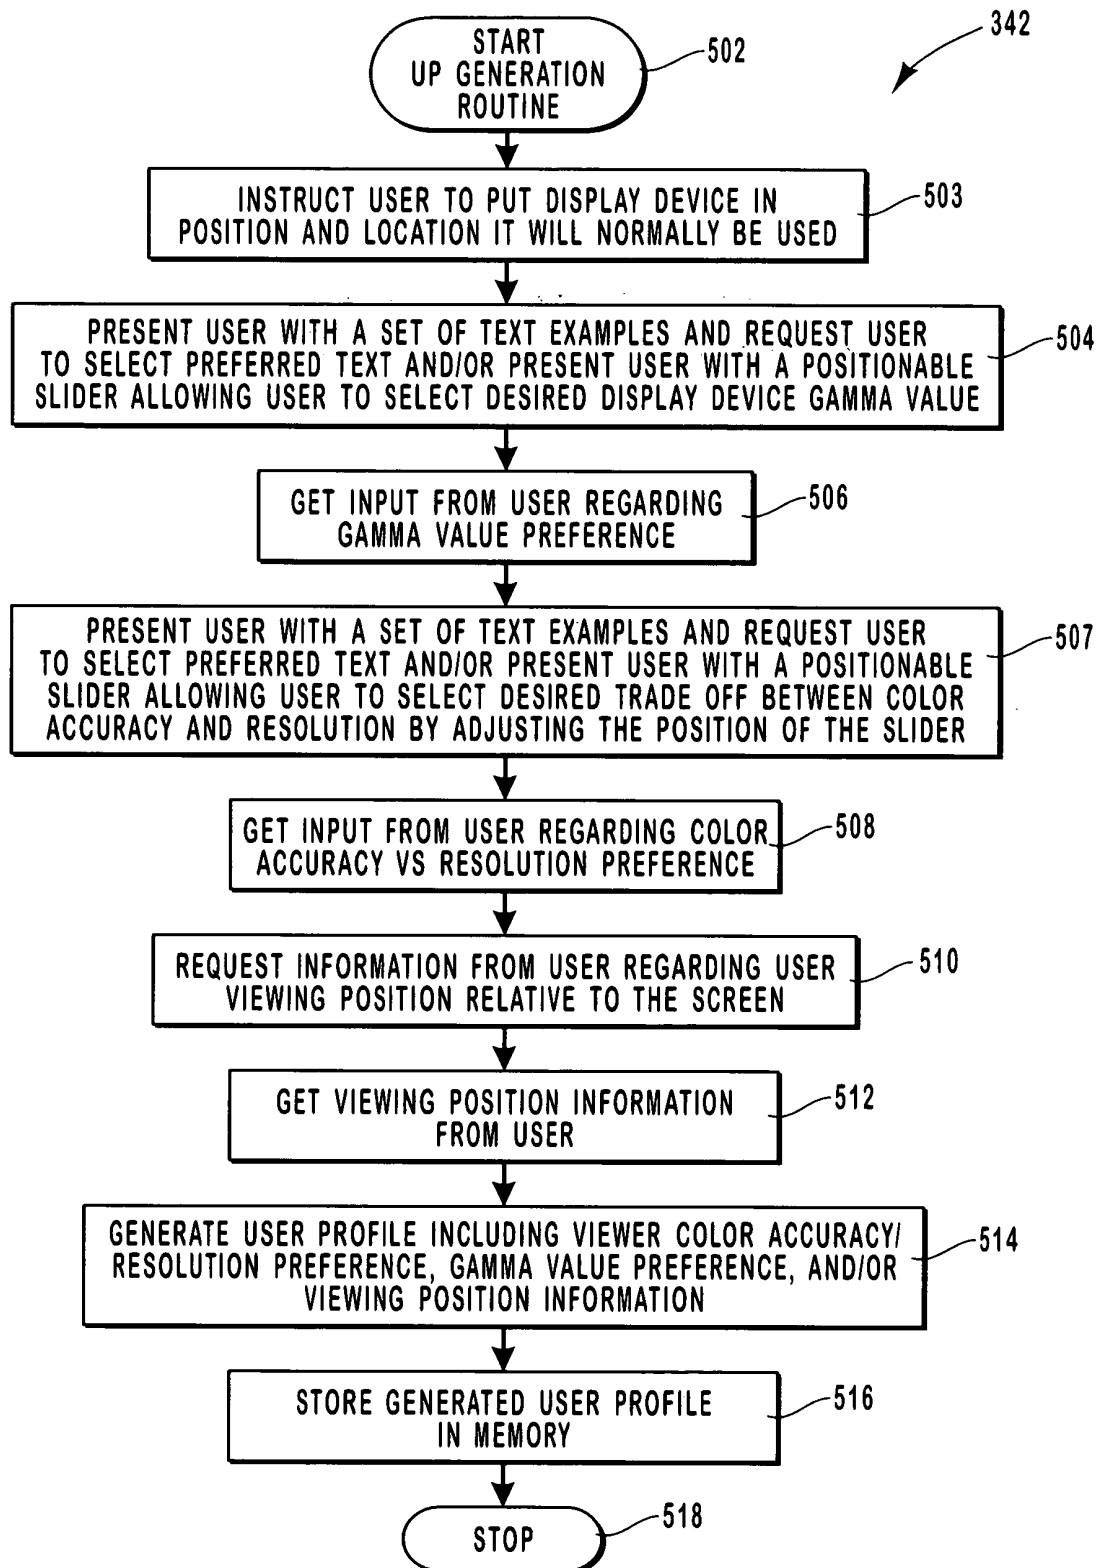 342
START
UP GENERATION
ROUTINE
502
INSTRUCT USER TO PUT DISPLAY DEVICE IN
POSITION AND LOCATION IT WILL NORMALLY BE USED
503
PRESENT USER WITH A SET OF TEXT EXAMPLES AND REQUEST USER
TO SELECT PREFERRED TEXT AND/OR PRESENT USER WITH A POSITIONABLE
SLIDER ALLOWING USER TO SELECT DESIRED DISPLAY DEVICE GAMMA VALUE
504
GET INPUT FROM USER REGARDING
GAMMA VALUE PREFERENCE
506
PRESENT USER WITH A SET OF TEXT EXAMPLES AND REQUEST USER
TO SELECT PREFERRED TEXT AND/OR PRESENT USER WITH A POSITIONABLE
SLIDER ALLOWING USER TO SELECT DESIRED TRADE OFF BETWEEN COLOR
ACCURACY AND RESOLUTION BY ADJUSTING THE POSITION OF THE SLIDER
507
GET INPUT FROM USER REGARDING COLOR
ACCURACY VS RESOLUTION PREFERENCE
508
REQUEST INFORMATION FROM USER REGARDING USER
VIEWING POSITION RELATIVE TO THE SCREEN
510
GET VIEWING POSITION INFORMATION
FROM USER
512
GENERATE USER PROFILE INCLUDING VIEWER COLOR ACCURACY/
RESOLUTION PREFERENCE, GAMMA VALUE PREFERENCE, AND/OR
VIEWING POSITION INFORMATION
514
STORE GENERATED USER PROFILE
IN MEMORY
516
STOP
518